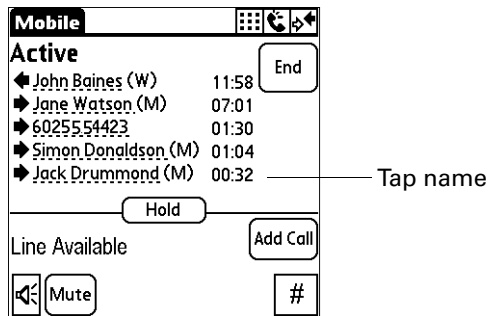 Mobile
Active
End
John Baines (W) 11:58
Jane Watson (M) 07:01
6025554423 01:30
Simon Donaldson (M) 01:04
Jack Drummond (M) 00:32
Tap name
Hold
Line Available
Add Call
Mute
#